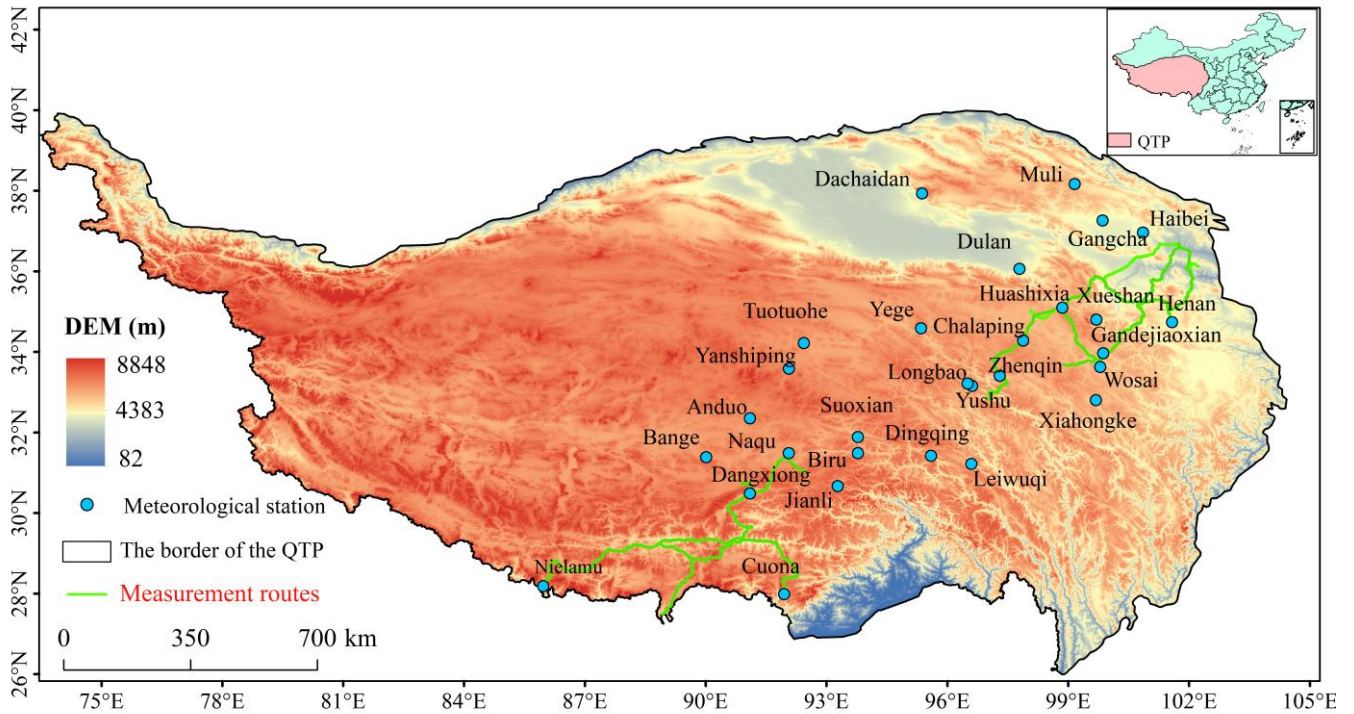 42°N
40°N
38°N
36°N
34°N
32°N
30°N
28°N
26°N
QTP
Dachaidan
Muli
Haibei
Gangcha
Dulan
Huashixia
Xueshan
Henan
Tuotuohe
Yege
Chalaping
Gandejiaoxian
Yanshiping
Longbao
Zhenqin
Wosai
Yushu
Anduo
Suoxian
Xiahongke
Bange
Naqu
Biru
Dingqing
Dangxiong
Leiwuqi
Jianli
Nielamu
Cuona
DEM (m)
8848
4383
82
Meteorological station
The border of the QTP
Measurement routes
0 350 700 km
75°E 78°E 81°E 84°E 87°E 90°E 93°E 96°E 99°E 102°E 105°E